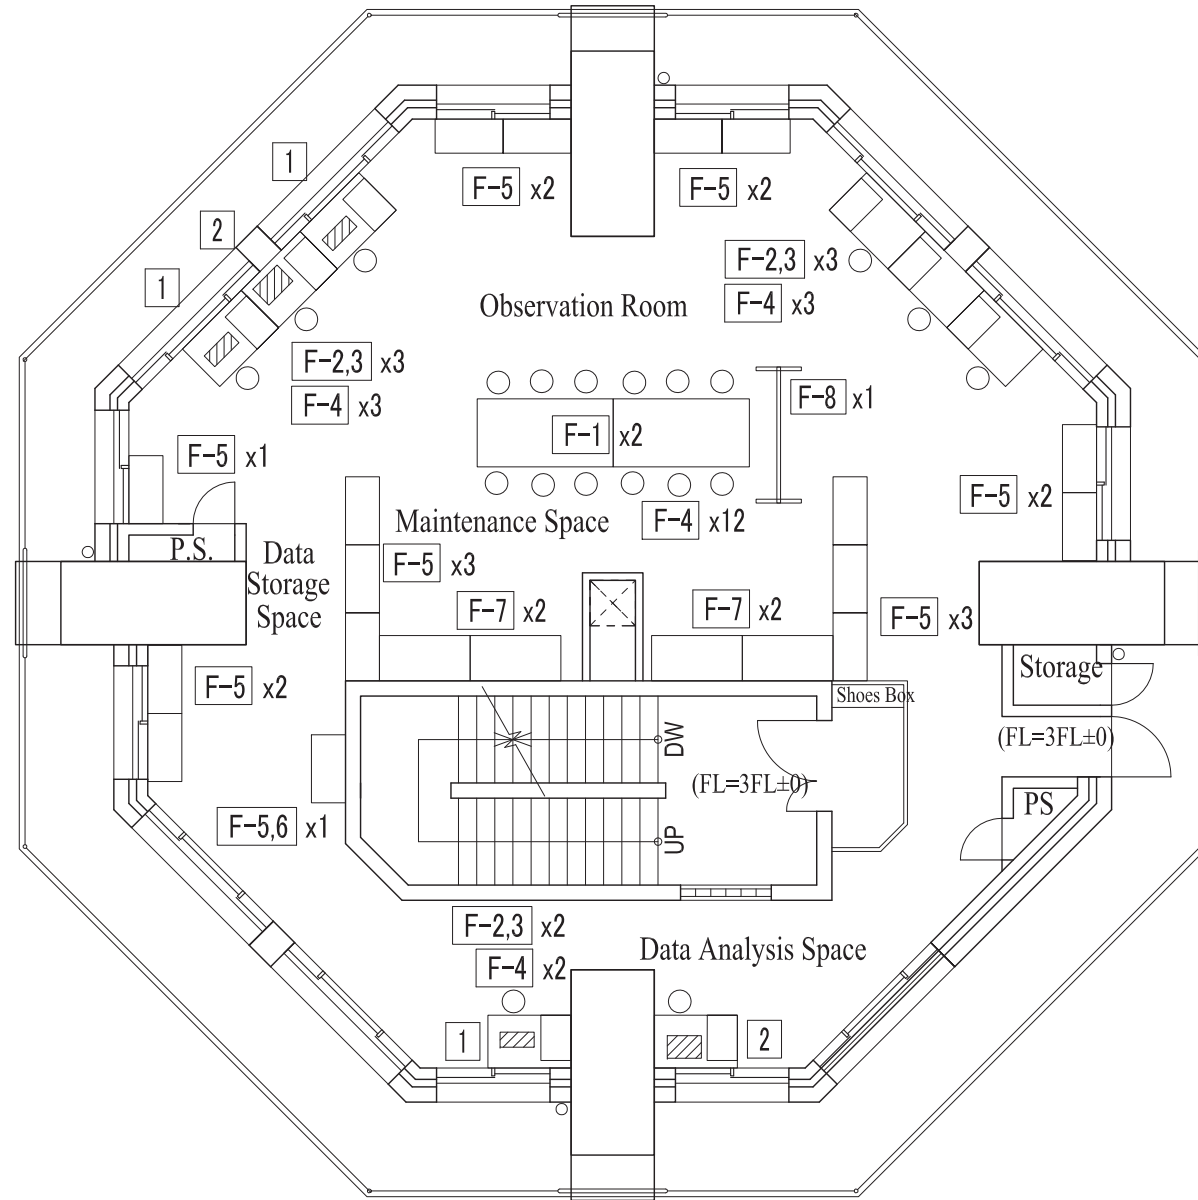 1
F-5 x2
F-5 x2
2
1
F-2,3 x3
F-4 x3
Observation Room
F-2,3 x3
F-4 x3
F-8 x1
F-1 x2
F-5 x1
F-5 x2
Maintenance Space
F-4 x12
P.S.
Data
Storage
Space
F-5 x3
F-7 x2
F-7 x2
F-5 x3
Storage
F-5 x2
Shoes Box
DW
(FL=3FL±0)
(FL=3FL±0)
PS
F-5,6 x1
UP
F-2,3 x2
F-4 x2
Data Analysis Space
1
2